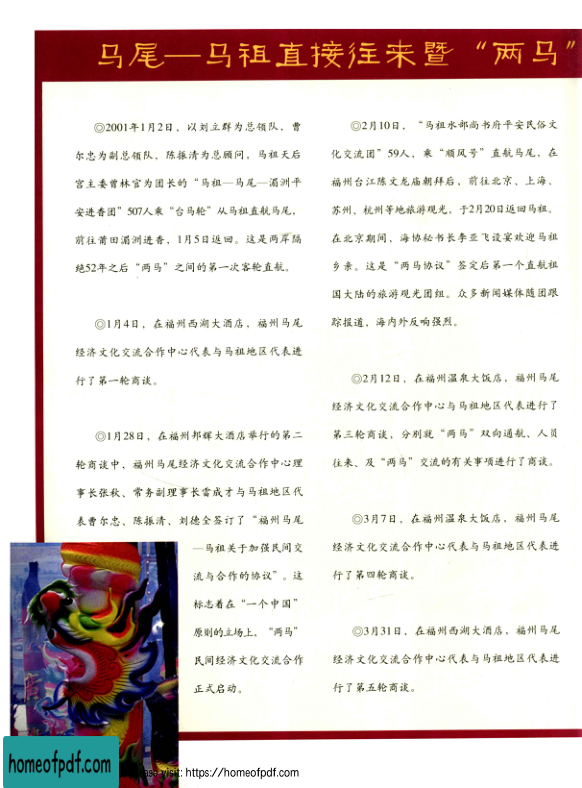 马尾—马祖直接往来暨“两马”
◎2001年1月2日，以刘立群为总领队，曹
尔忠为副总领队，陈振清为总顾问，马祖天后
宫主委曾林官为团长的“马祖—马尾—湄洲平
安进香团”507人乘“台马轮”从马祖直航马尾，
前往莆田湄洲进香，1月5日返回。这是两岸隔
绝52年之后“两马”之间的第一次客轮直航。
◎1月4日，在福州西湖大酒店，福州马尾
经济文化交流合作中心代表与马祖地区代表进
行了第一轮商谈。
◎1月28日，在福州邦辉大酒店举行的第二
轮商谈中，福州马尾经济文化交流合作中心理
事长张秋、常务副理事长雷成才与马祖地区代
表曹尔忠、陈振清、刘德全签订了“福州马尾
—马祖关于加强民间交
流与合作的协议”。这
标志着在“一个中国”
原则的立场上，“两马”
民间经济文化交流合作
正式启动。
◎2月10日，“马祖水部尚书府平安民俗文
化交流团”59人，乘“顺风号”直航马尾，在
福州台江陈文龙庙朝拜后，前往北京、上海、
苏州、杭州等地旅游观光，于2月20日返回马祖。
在北京期间，海协秘书长李亚飞设宴欢迎马祖
乡亲。这是“两马协议”签定后第一个直航祖
国大陆的旅游观光团组。众多新闻媒体随团跟
踪报道，海内外反响强烈。
◎2月12日，在福州温泉大饭店，福州马尾
经济文化交流合作中心与马祖地区代表进行了
第三轮商谈，分别就“两马”双向通航、人员
往来、及“两马”交流的有关事项进行了商谈。
◎3月7日，在福州温泉大饭店，福州马尾
经济文化交流合作中心代表与马祖地区代表进
行了第四轮商谈。
◎3月31日，在福州西湖大酒店，福州马尾
经济文化交流合作中心代表与马祖地区代表进
行了第五轮商谈。
homeofpdf.com
visit: https://homeofpdf.com